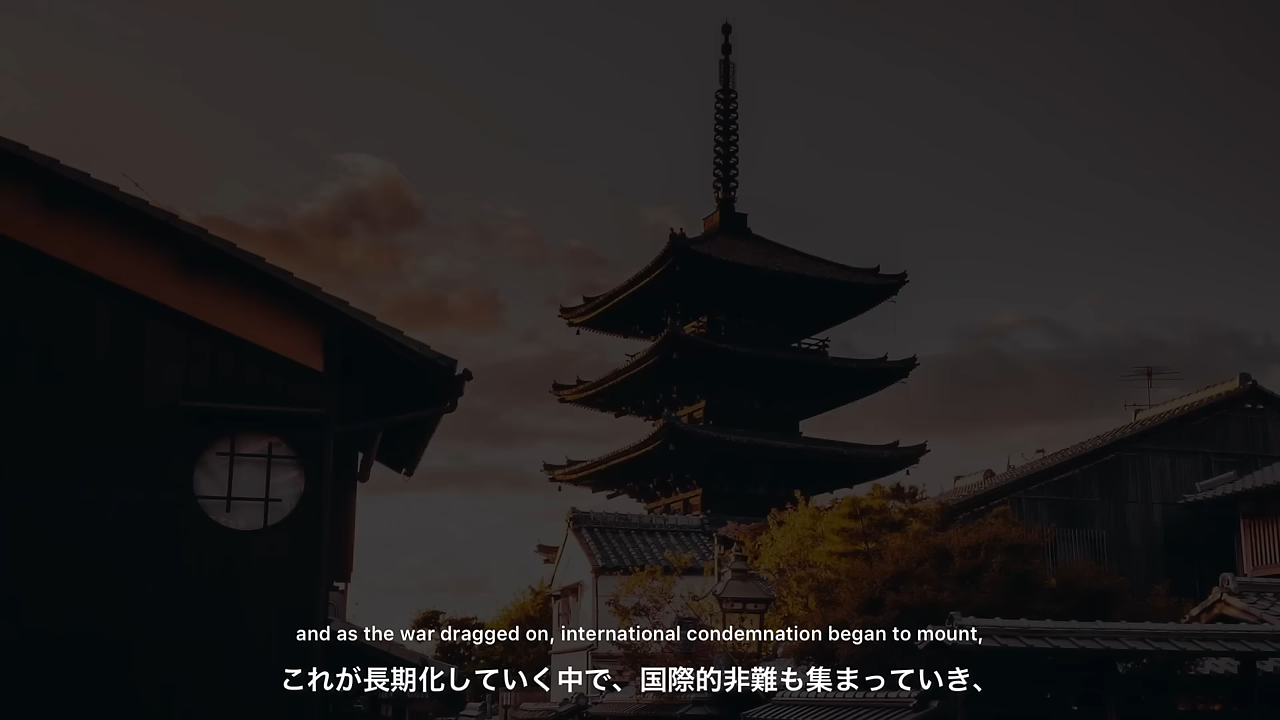 and as the war dragged on, international condemnation began to mount,
これが長期化していく中で、国際的非難も集まっていき、